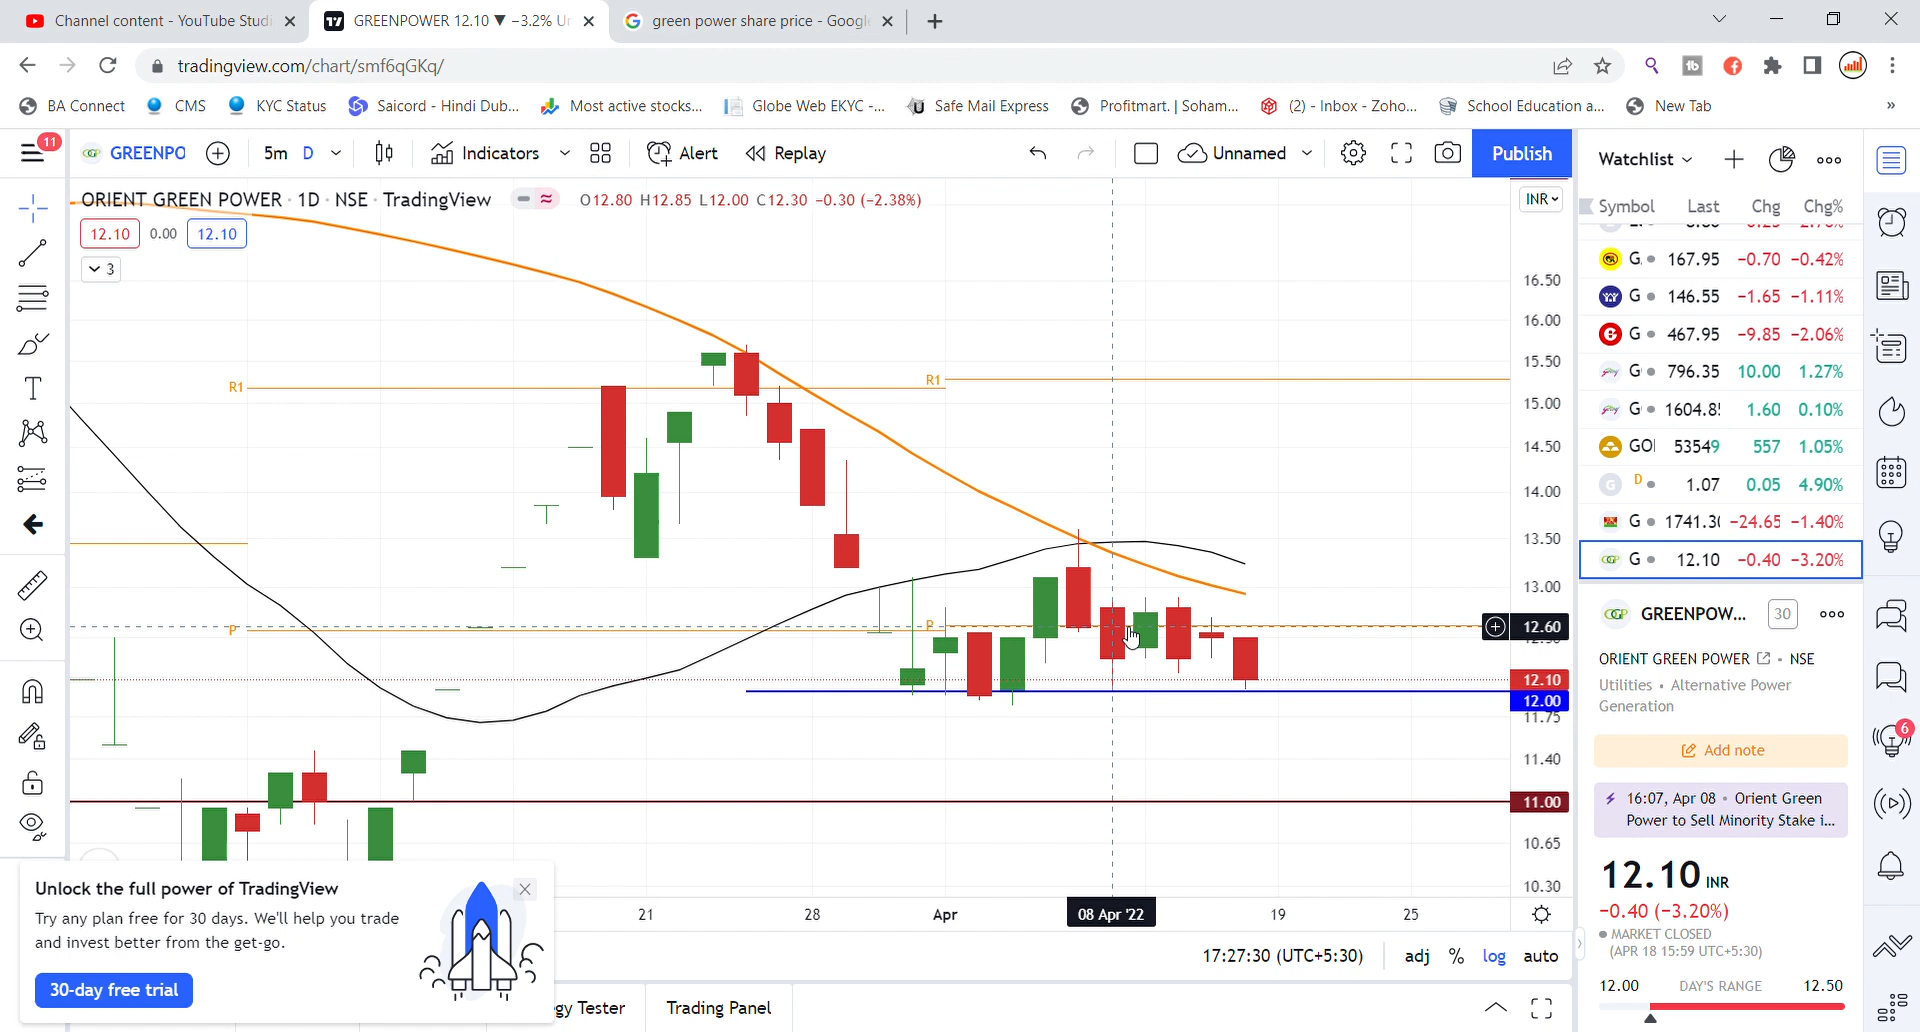 Channel content - YouTube Studi
GREENPOWER 12.10 ▼ −3.2% Un
green power share price - Google
tradingview.com/chart/smf6qGKq/
BA Connect
CMS
KYC Status
Saicord - Hindi Dub...
Most active stocks...
Globe Web EKYC -...
Safe Mail Express
Profitmart. | Soham...
(2) - Inbox - Zoho...
School Education a...
New Tab
»
11
GREENPO
5m D
Indicators
Alert
Replay
Unnamed
Publish
ORIENT GREEN POWER · 1D · NSE · TradingView
O12.80 H12.85 L12.00 C12.30 −0.30 (−2.38%)
12.10 0.00 12.10
3
INR
16.50
16.00
15.50
15.00
14.50
14.00
13.50
13.00
12.60
12.10
12.00
11.75
11.40
11.00
10.65
10.30
R1
R1
P
P
21 28 Apr 08 Apr '22 19 25
17:27:30 (UTC+5:30)
adj % log auto
Unlock the full power of TradingView
Try any plan free for 30 days. We'll help you trade
and invest better from the get-go.
30-day free trial
gy Tester
Trading Panel
Watchlist
Symbol Last Chg Chg%
G 167.95 −0.70 −0.42%
G 146.55 −1.65 −1.11%
G 467.95 −9.85 −2.06%
G 796.35 10.00 1.27%
G 1604.85 1.60 0.10%
GOI 53549 557 1.05%
G D 1.07 0.05 4.90%
G 1741.30 −24.65 −1.40%
G 12.10 −0.40 −3.20%
GREENPOW... 30
ORIENT GREEN POWER • NSE
Utilities • Alternative Power
Generation
Add note
16:07, Apr 08 • Orient Green
Power to Sell Minority Stake i...
12.10 INR
−0.40 (−3.20%)
MARKET CLOSED
(APR 18 15:59 UTC+5:30)
12.00 DAY'S RANGE 12.50
6